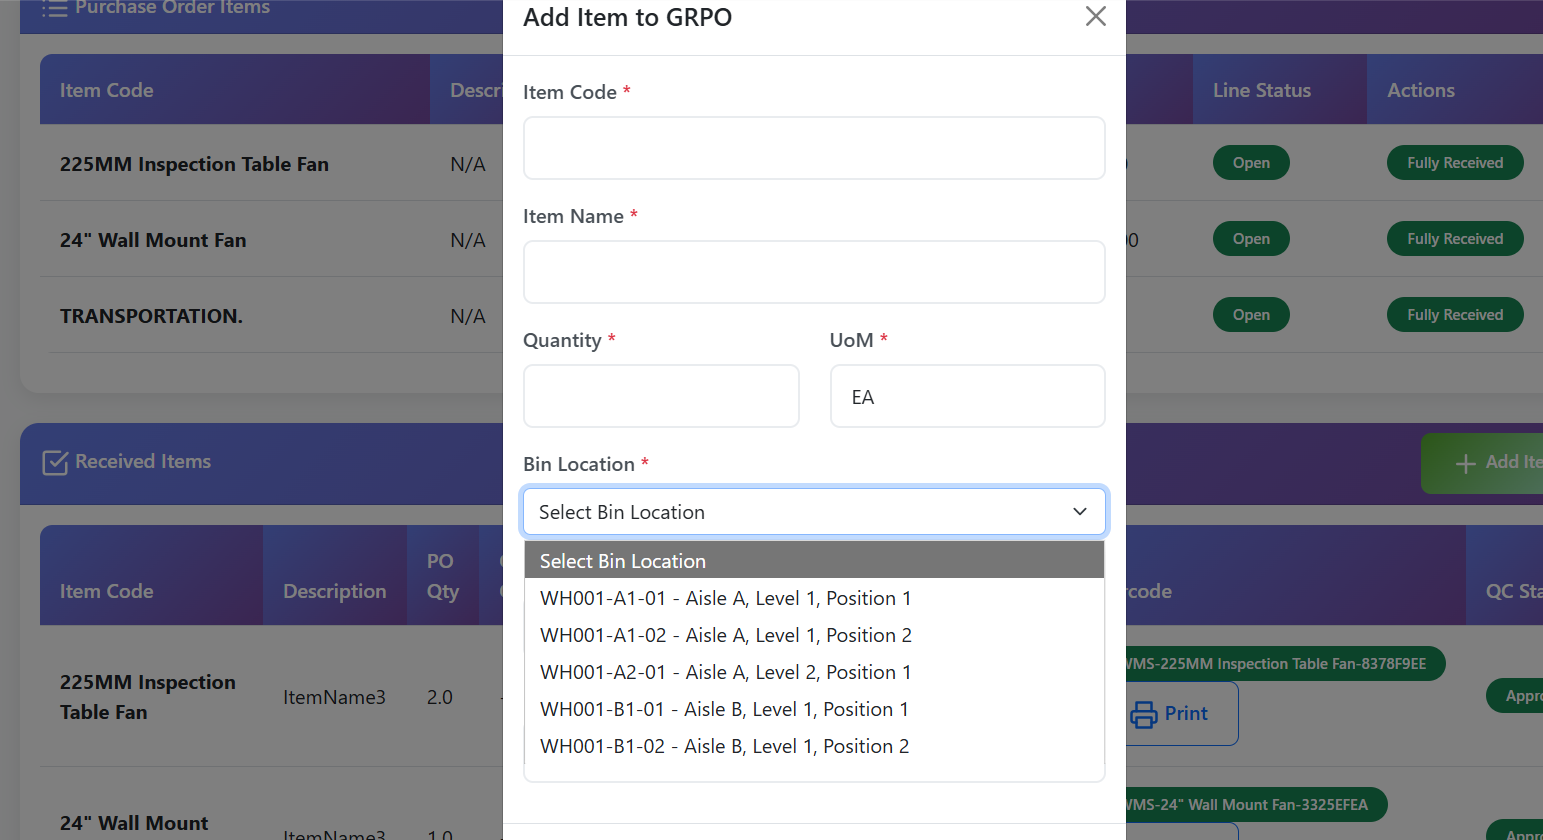 Purchase Order Items
Add Item to GRPO
Item Code
Line Status
Actions
225MM Inspection Table Fan
N/A
Open
Fully Received
24" Wall Mount Fan
N/A
Open
Fully Received
TRANSPORTATION.
N/A
Open
Fully Received
Item Code *
Item Name *
Quantity *
UoM *
EA
Bin Location *
Select Bin Location
Select Bin Location
WH001-A1-01 - Aisle A, Level 1, Position 1
WH001-A1-02 - Aisle A, Level 1, Position 2
WH001-A2-01 - Aisle A, Level 2, Position 1
WH001-B1-01 - Aisle B, Level 1, Position 1
WH001-B1-02 - Aisle B, Level 1, Position 2
Received Items
Add
Item Code
Description
PO
Qty
QC
225MM Inspection
Table Fan
ItemName3
2.0
WMS-225MM Inspection Table Fan-8378F9EE
Print
24" Wall Mount
ItemName3
1.0
WMS-24" Wall Mount Fan-3325EFEA